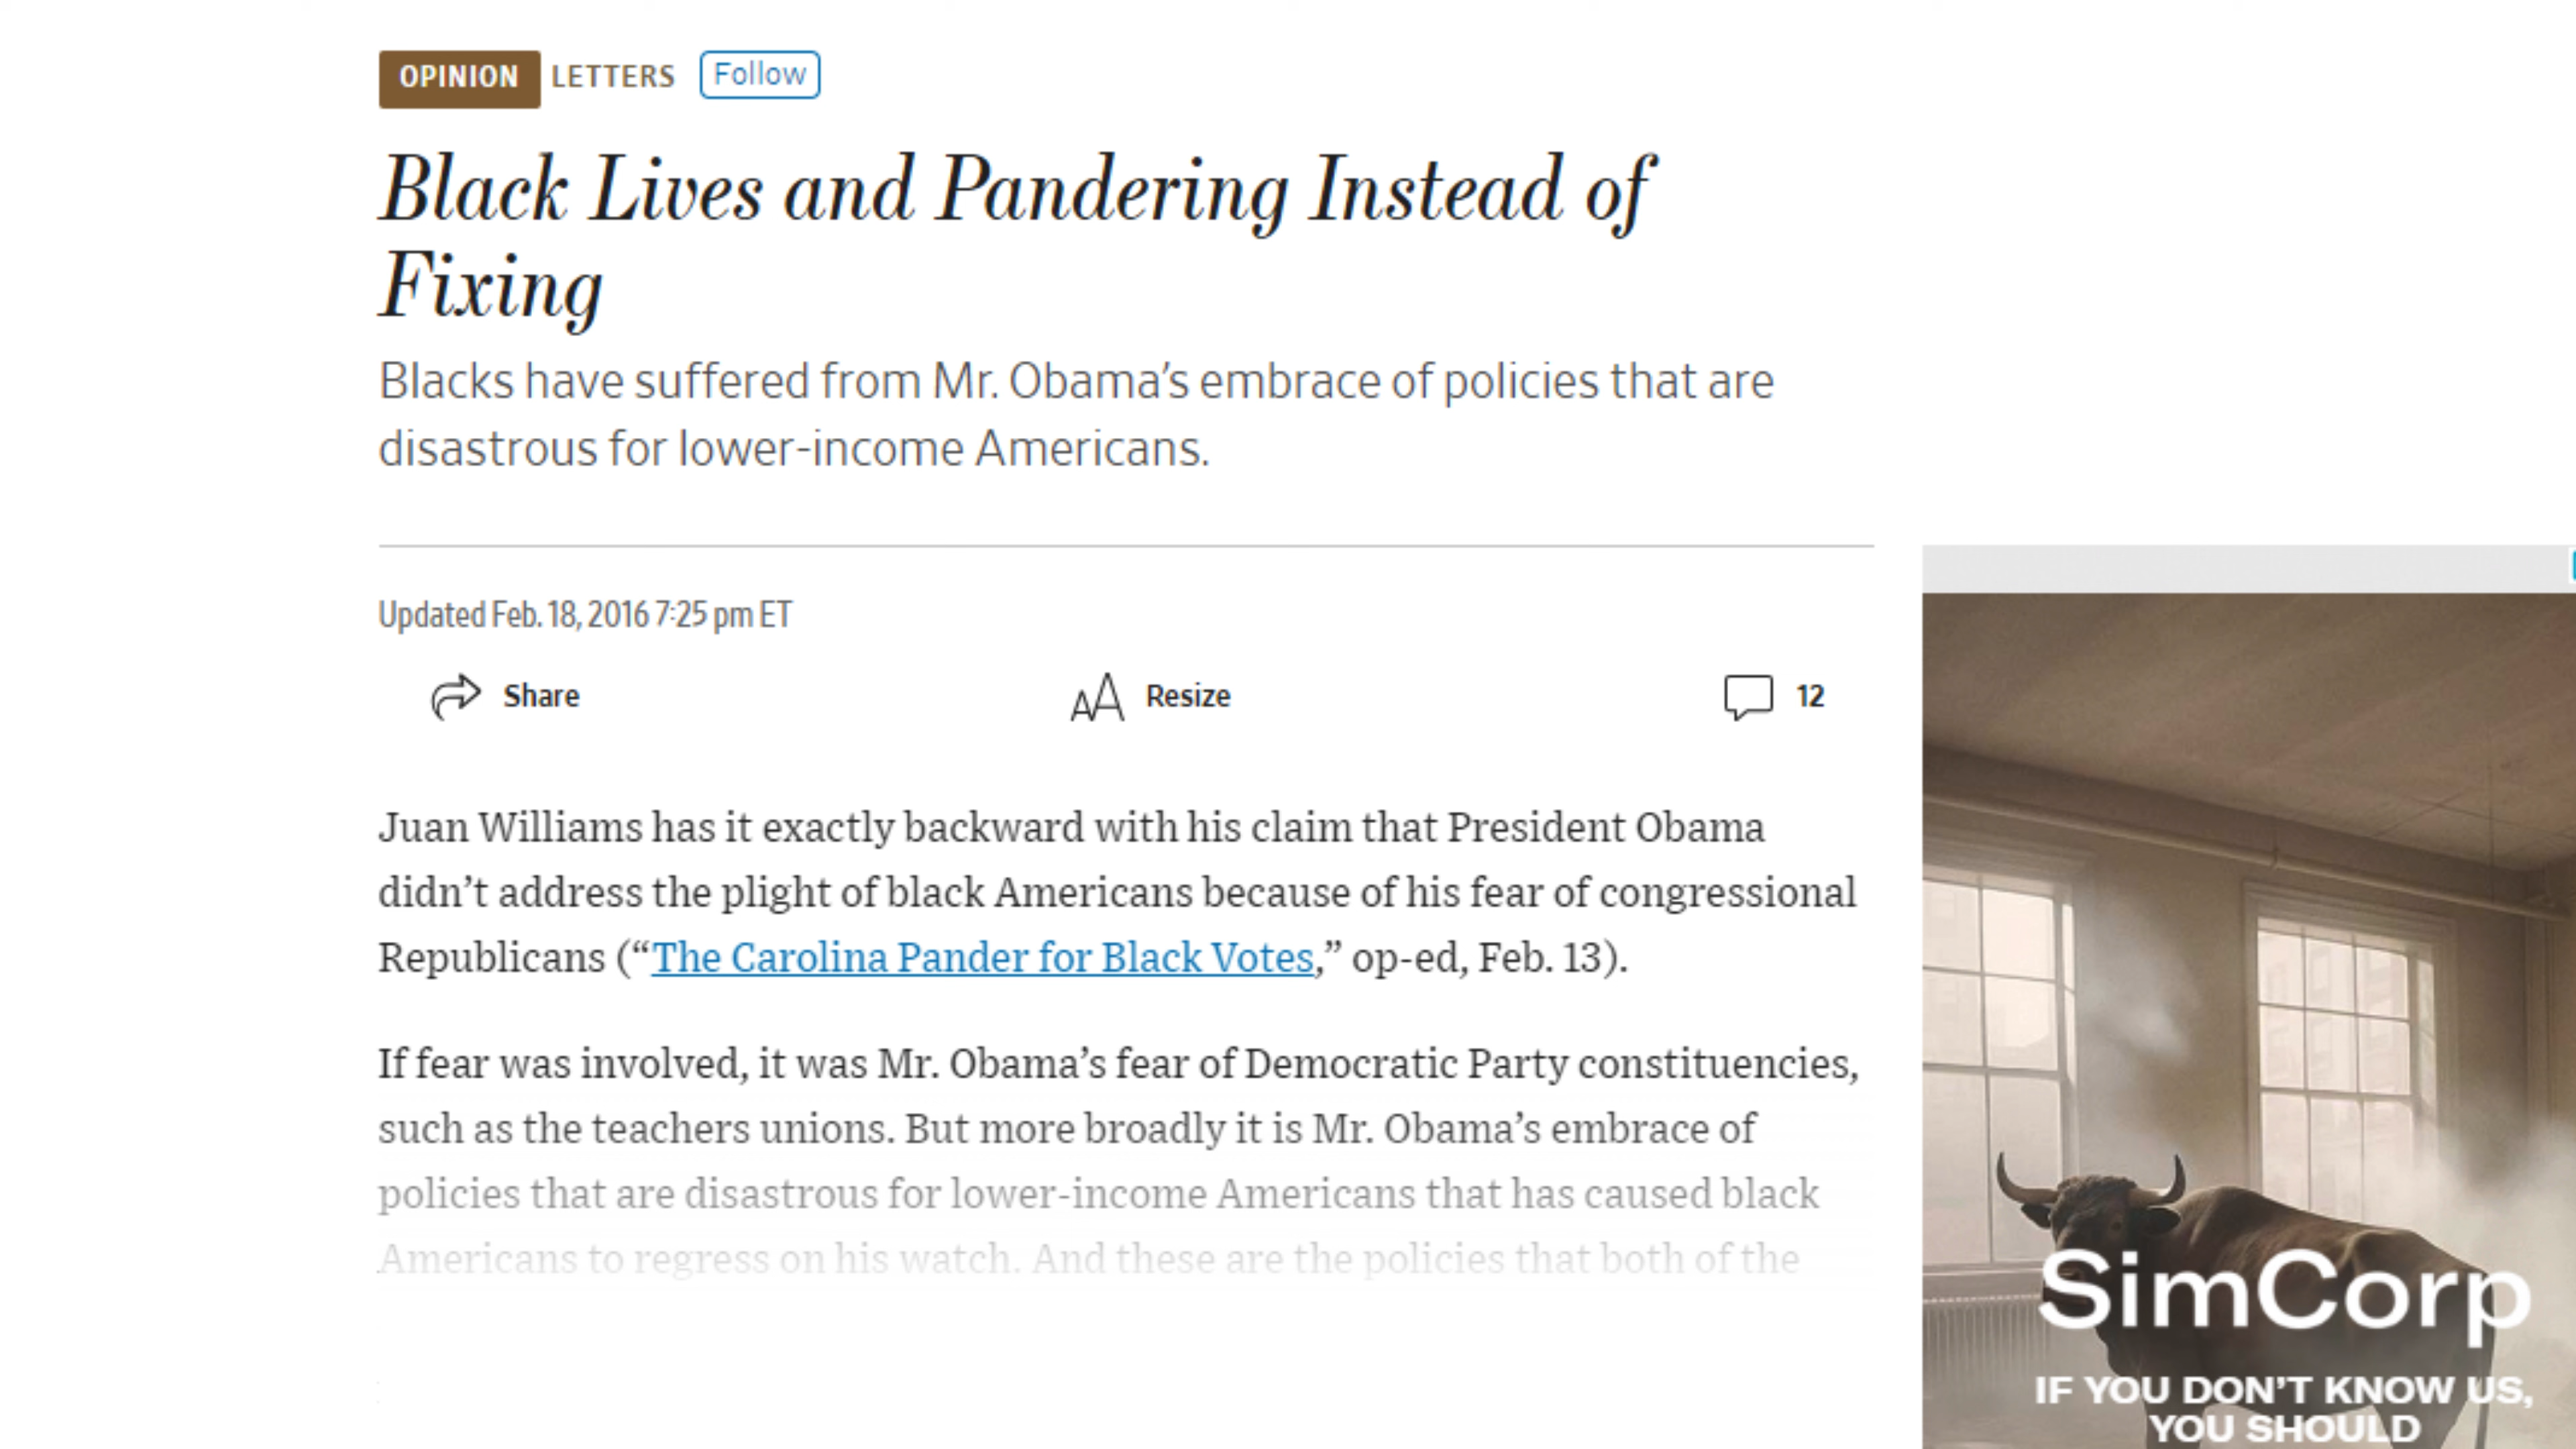 OPINION LETTERS Follow
Black Lives and Pandering Instead of
Fixing
Blacks have suffered from Mr. Obama’s embrace of policies that are
disastrous for lower-income Americans.
Updated Feb. 18, 2016 7:25 pm ET
Share
AA Resize
12
Juan Williams has it exactly backward with his claim that President Obama
didn’t address the plight of black Americans because of his fear of congressional
Republicans (“The Carolina Pander for Black Votes,” op-ed, Feb. 13).
If fear was involved, it was Mr. Obama’s fear of Democratic Party constituencies,
such as the teachers unions. But more broadly it is Mr. Obama’s embrace of
policies that are disastrous for lower-income Americans that has caused black
Americans to regress on his watch. And these are the policies that both of the
SimCorp
IF YOU DON’T KNOW US,
YOU SHOULD